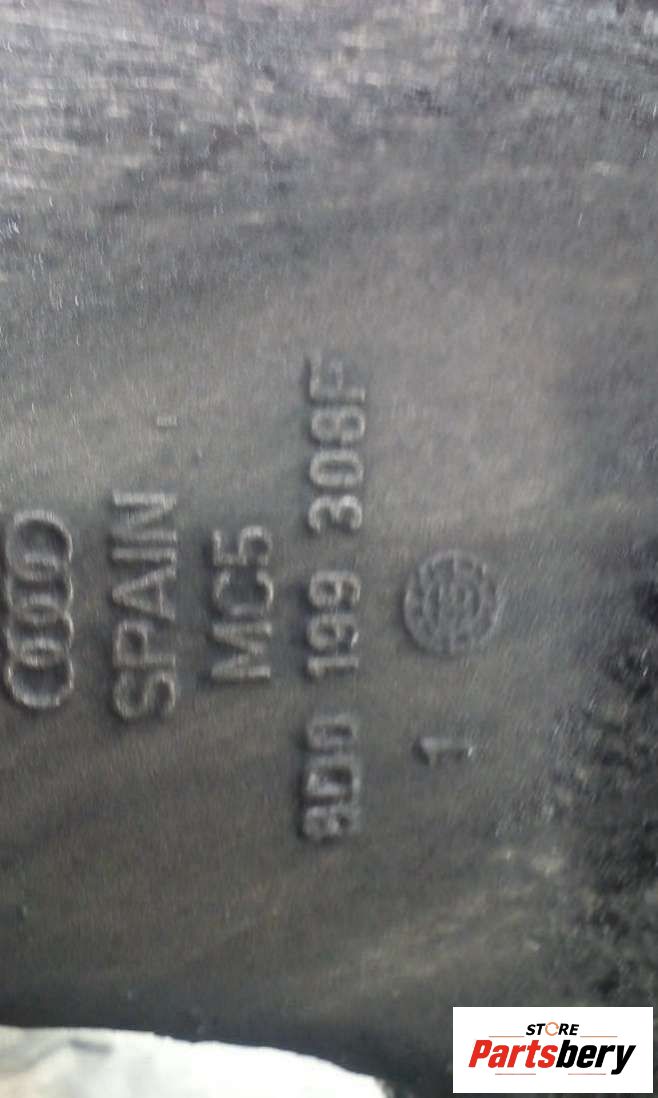 SPAIN
MC5
8D0 199 308F
1
STORE
Partsbery